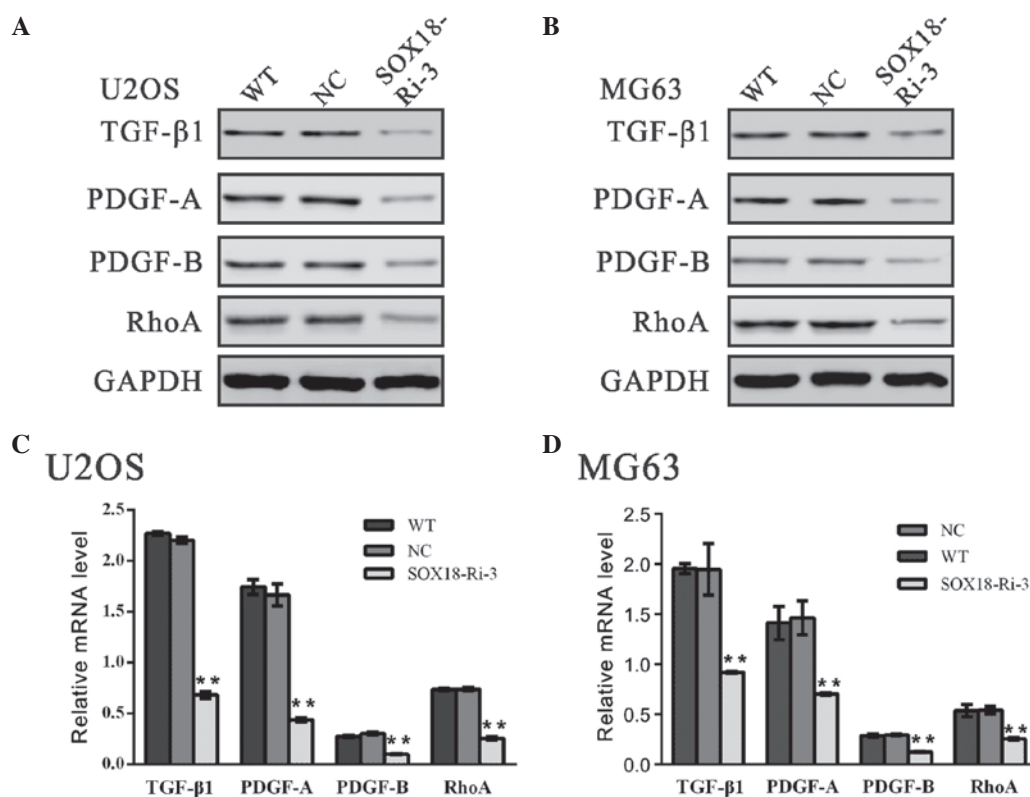 A
U2OS
WT
NC
SOX18-
Ri-3
TGF-β1
PDGF-A
PDGF-B
RhoA
GAPDH
B
MG63
WT
NC
SOX18-
Ri-3
TGF-β1
PDGF-A
PDGF-B
RhoA
GAPDH
C
U2OS
Relative mRNA level
2.5
2.0
1.5
1.0
0.5
0.0
WT
NC
SOX18-Ri-3
**
**
**
**
TGF-β1 PDGF-A PDGF-B RhoA
D
MG63
Relative mRNA level
2.5
2.0
1.5
1.0
0.5
0.0
NC
WT
SOX18-Ri-3
**
**
**
**
TGF-β1 PDGF-A PDGF-B RhoA